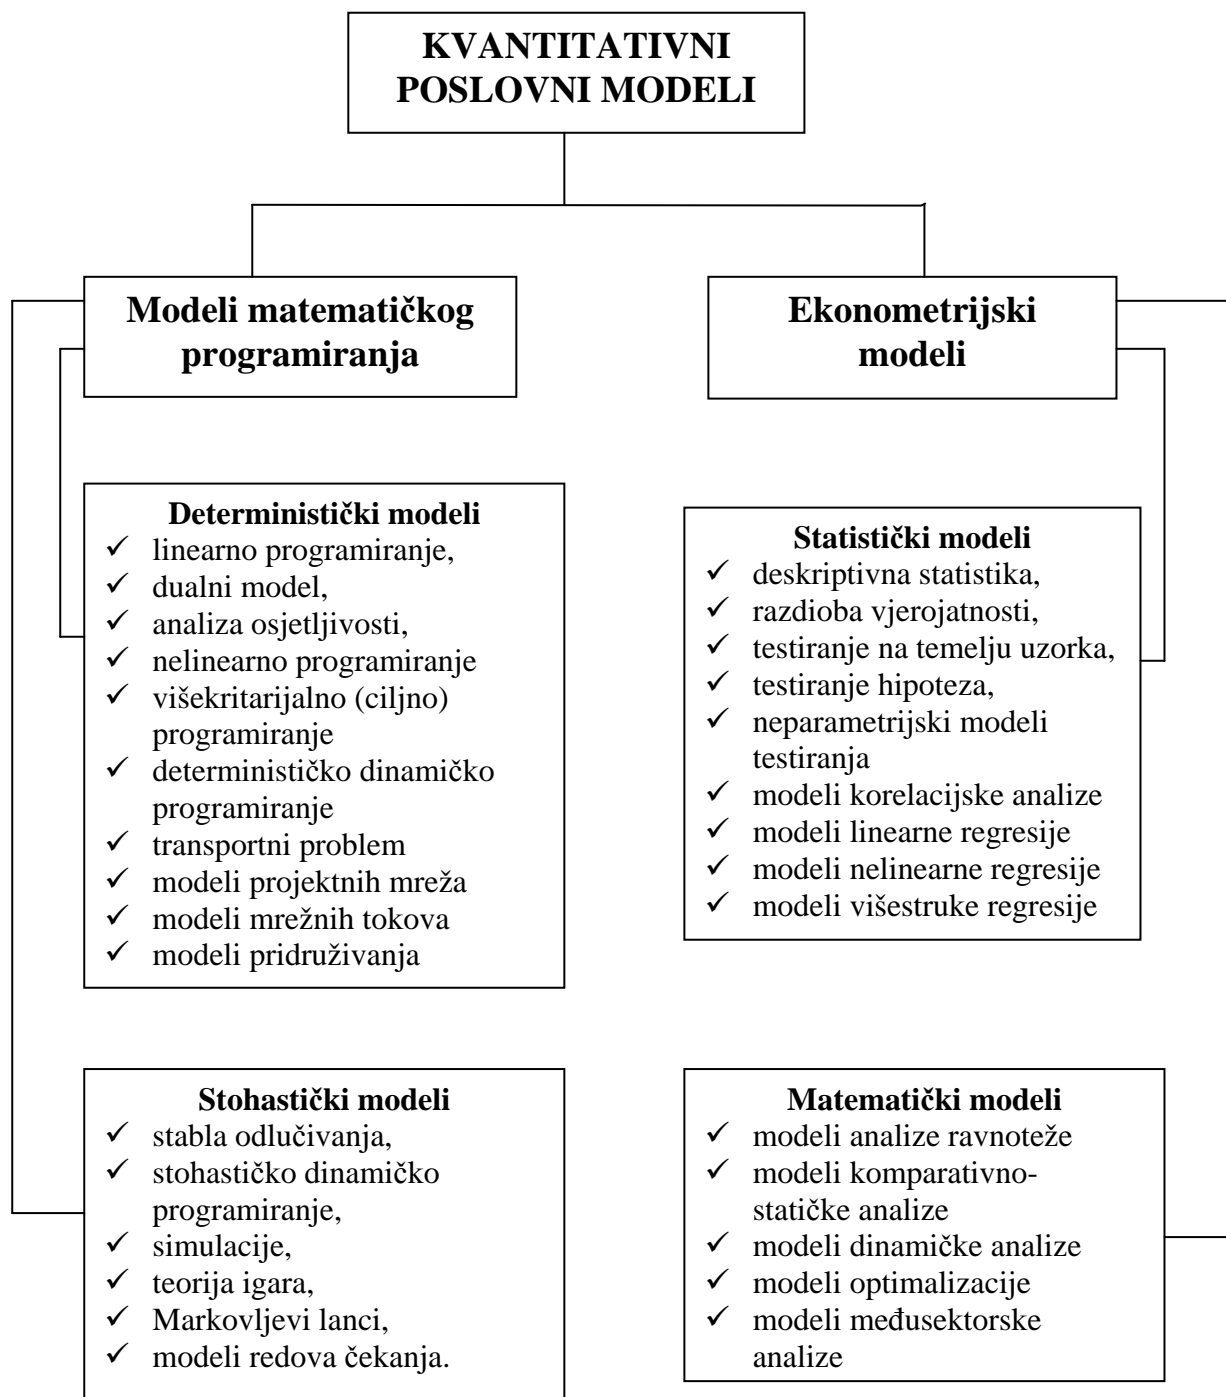 KVANTITATIVNI
POSLOVNI MODELI
Modeli matematičkog
programiranja
Ekonometrijski
modeli
Deterministički modeli
✓ linearno programiranje,
✓ dualni model,
✓ analiza osjetljivosti,
✓ nelinearno programiranje
✓ višekritarijalno (ciljno)
programiranje
✓ determinističko dinamičko
programiranje
✓ transportni problem
✓ modeli projektnih mreža
✓ modeli mrežnih tokova
✓ modeli pridruživanja
Statistički modeli
✓ deskriptivna statistika,
✓ razdioba vjerojatnosti,
✓ testiranje na temelju uzorka,
✓ testiranje hipoteza,
✓ neparametrijski modeli
testiranja
✓ modeli korelacijske analize
✓ modeli linearne regresije
✓ modeli nelinearne regresije
✓ modeli višestruke regresije
Stohastički modeli
✓ stabla odlučivanja,
✓ stohastičko dinamičko
programiranje,
✓ simulacije,
✓ teorija igara,
✓ Markovljevi lanci,
✓ modeli redova čekanja.
Matematički modeli
✓ modeli analize ravnoteže
✓ modeli komparativno-
statičke analize
✓ modeli dinamičke analize
✓ modeli optimalizacije
✓ modeli međusektorske
analize